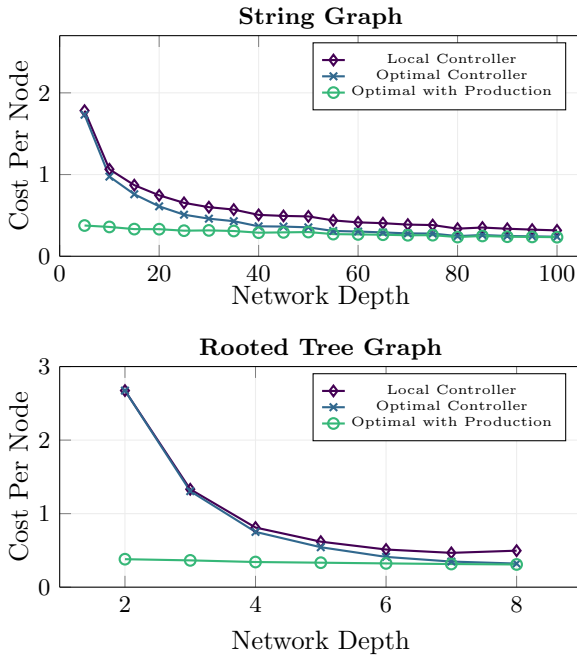 String Graph
Local Controller
Optimal Controller
Optimal with Production
Cost Per Node
2
1
0
0
20
40
60
80
100
Network Depth
Rooted Tree Graph
Local Controller
Optimal Controller
Optimal with Production
Cost Per Node
3
2
1
0
2
4
6
8
Network Depth